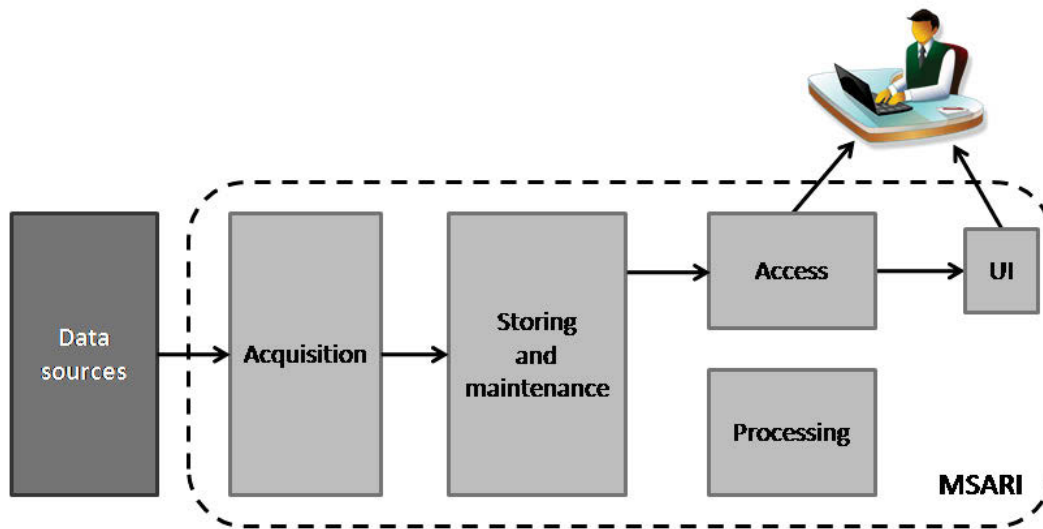 Data
sources
Acquisition
Storing
and
maintenance
Access
UI
Processing
MSARI